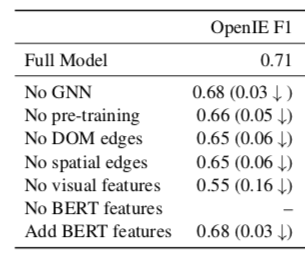 OpenIE F1
Full Model 0.71
No GNN 0.68 (0.03 ↓ )
No pre-training 0.66 (0.05 ↓)
No DOM edges 0.65 (0.06 ↓)
No spatial edges 0.65 (0.06 ↓)
No visual features 0.55 (0.16 ↓)
No BERT features –
Add BERT features 0.68 (0.03 ↓)